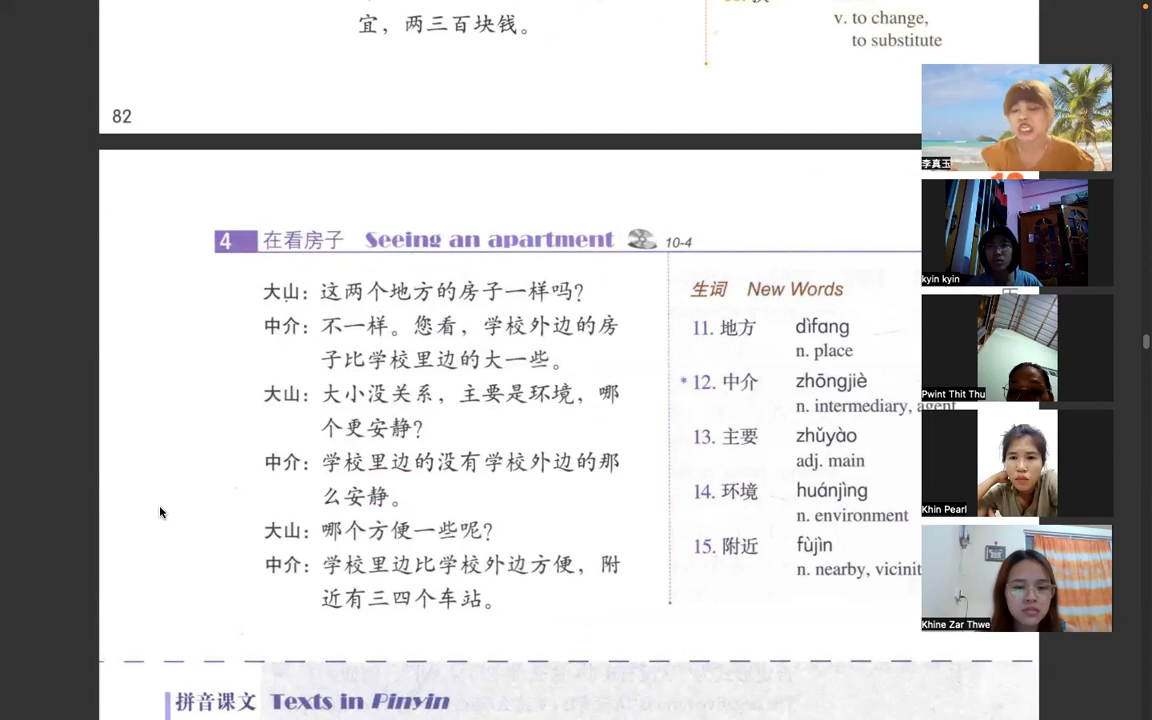 宜，两三百块钱。
v. to change,
to substitute
82
4 在看房子 Seeing an apartment 10-4
大山：这两个地方的房子一样吗？
中介：不一样。您看，学校外边的房
子比学校里边的大一些。
大山：大小没关系，主要是环境，哪
个更安静？
中介：学校里边的没有学校外边的那
么安静。
大山：哪个方便一些呢？
中介：学校里边比学校外边方便，附
近有三四个车站。
生词 New Words
11. 地方 dìfang
n. place
*12. 中介 zhōngjiè
n. intermediary, agent
13. 主要 zhǔyào
adj. main
14. 环境 huánjìng
n. environment
15. 附近 fùjìn
n. nearby, vicinit
拼音课文 Texts in Pinyin
李真玉
kyin kyin
Pwint Thit Thu
Khin Pearl
Khine Zar Thwe